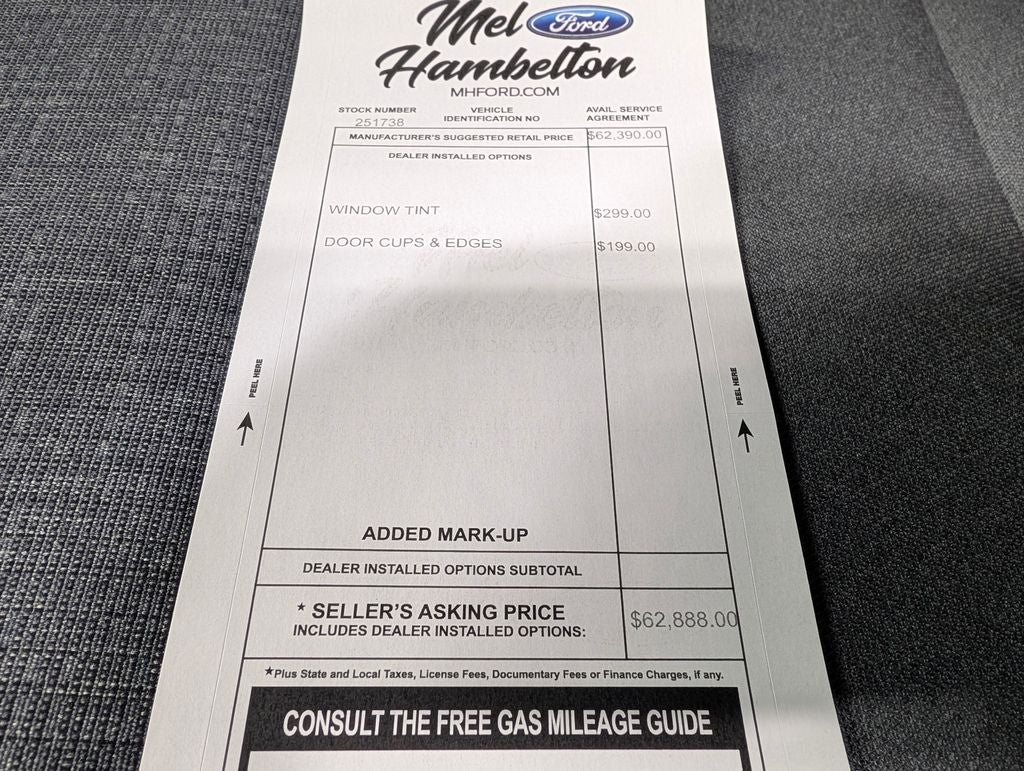 Mel Ford
Hambelton
MHFORD.COM
STOCK NUMBER
251738
VEHICLE
IDENTIFICATION NO
AVAIL. SERVICE
AGREEMENT
MANUFACTURER'S SUGGESTED RETAIL PRICE $62,390.00
DEALER INSTALLED OPTIONS
WINDOW TINT $299.00
DOOR CUPS & EDGES $199.00
PEEL HERE
PEEL HERE
ADDED MARK-UP
DEALER INSTALLED OPTIONS SUBTOTAL
★ SELLER'S ASKING PRICE $62,888.00
INCLUDES DEALER INSTALLED OPTIONS:
★Plus State and Local Taxes, License Fees, Documentary Fees or Finance Charges, if any.
CONSULT THE FREE GAS MILEAGE GUIDE